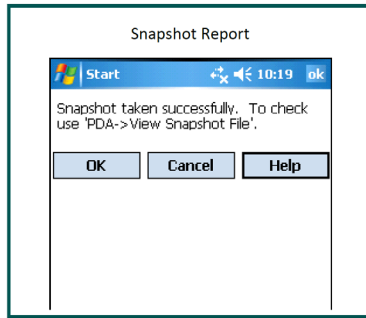 Snapshot Report
Start 10:19 ok
Snapshot taken successfully. To check
use 'PDA->View Snapshot File'.
OK Cancel Help